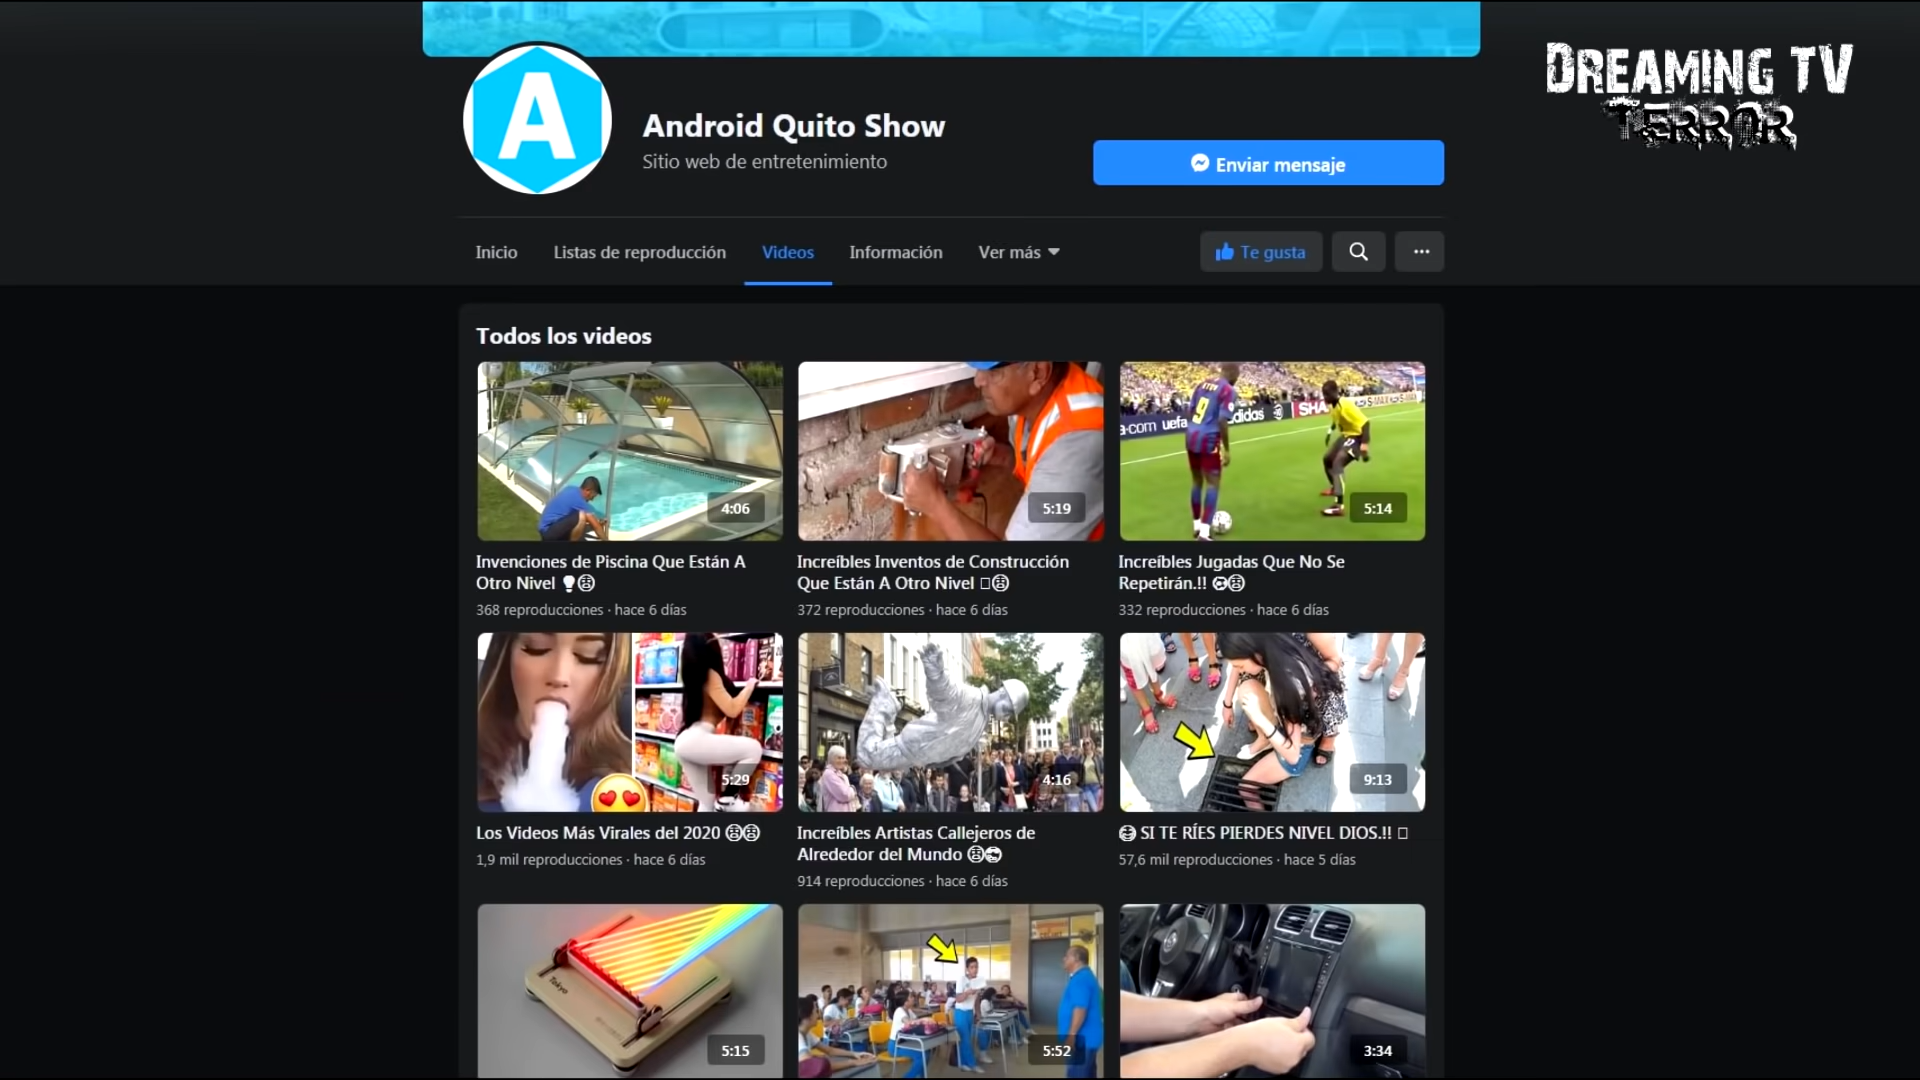 DREAMING TV
TERROR
A
Android Quito Show
Sitio web de entretenimiento
Enviar mensaje
Inicio
Listas de reproducción
Videos
Información
Ver más
Te gusta
Todos los videos
4:06
5:19
9
adidas
uefa
5:14
Invenciones de Piscina Que Están A
Otro Nivel
368 reproducciones · hace 6 días
Increíbles Inventos de Construcción
Que Están A Otro Nivel
372 reproducciones · hace 6 días
Increíbles Jugadas Que No Se
Repetirán.!!
332 reproducciones · hace 6 días
5:29
4:16
9:13
Los Videos Más Virales del 2020
1,9 mil reproducciones · hace 6 días
Increíbles Artistas Callejeros de
Alrededor del Mundo
914 reproducciones · hace 6 días
SI TE RÍES PIERDES NIVEL DIOS.!!
57,6 mil reproducciones · hace 5 días
Tokyo
5:15
5:52
3:34